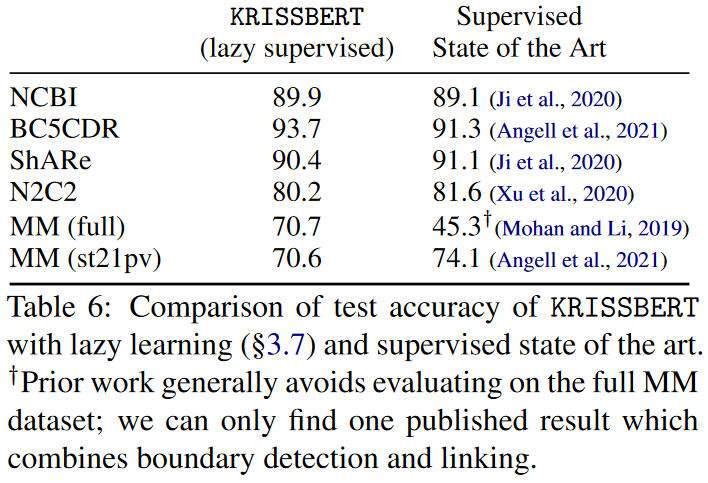 KRISSBERT Supervised
(lazy supervised) State of the Art
NCBI 89.9 89.1 (Ji et al., 2020)
BC5CDR 93.7 91.3 (Angell et al., 2021)
ShARe 90.4 91.1 (Ji et al., 2020)
N2C2 80.2 81.6 (Xu et al., 2020)
MM (full) 70.7 45.3† (Mohan and Li, 2019)
MM (st21pv) 70.6 74.1 (Angell et al., 2021)
Table 6: Comparison of test accuracy of KRISSBERT
with lazy learning (§3.7) and supervised state of the art.
†Prior work generally avoids evaluating on the full MM
dataset; we can only find one published result which
combines boundary detection and linking.